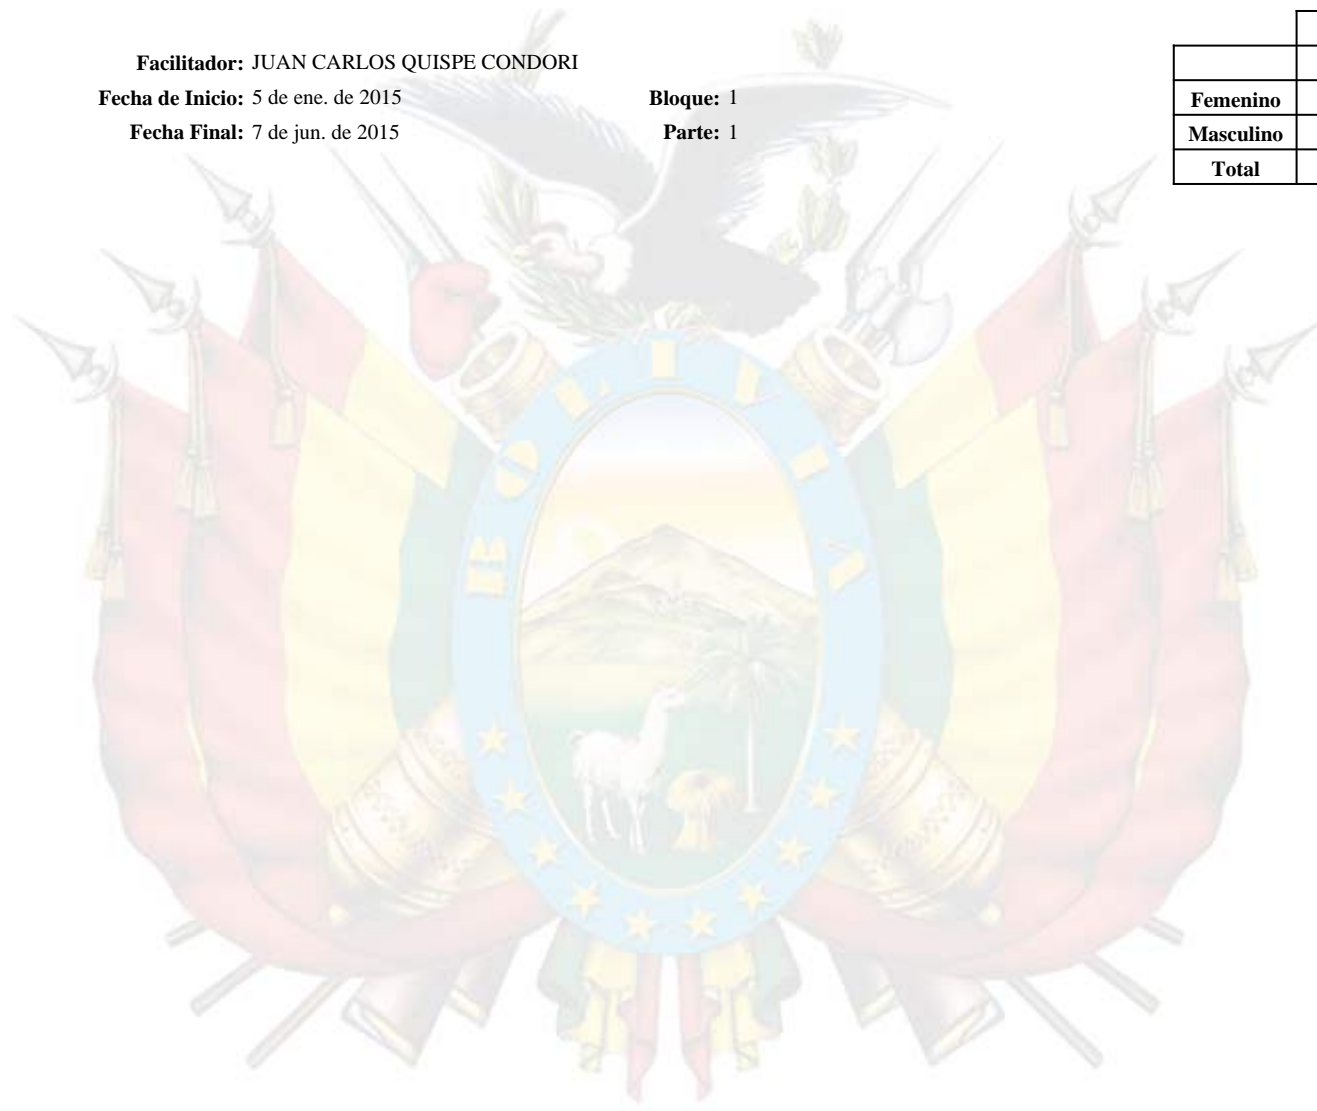 Facilitador: JUAN CARLOS QUISPE CONDORI
Fecha de Inicio: 5 de ene. de 2015 Bloque: 1
Fecha Final: 7 de jun. de 2015 Parte: 1
Femenino
Masculino
Total
BOLIVIA